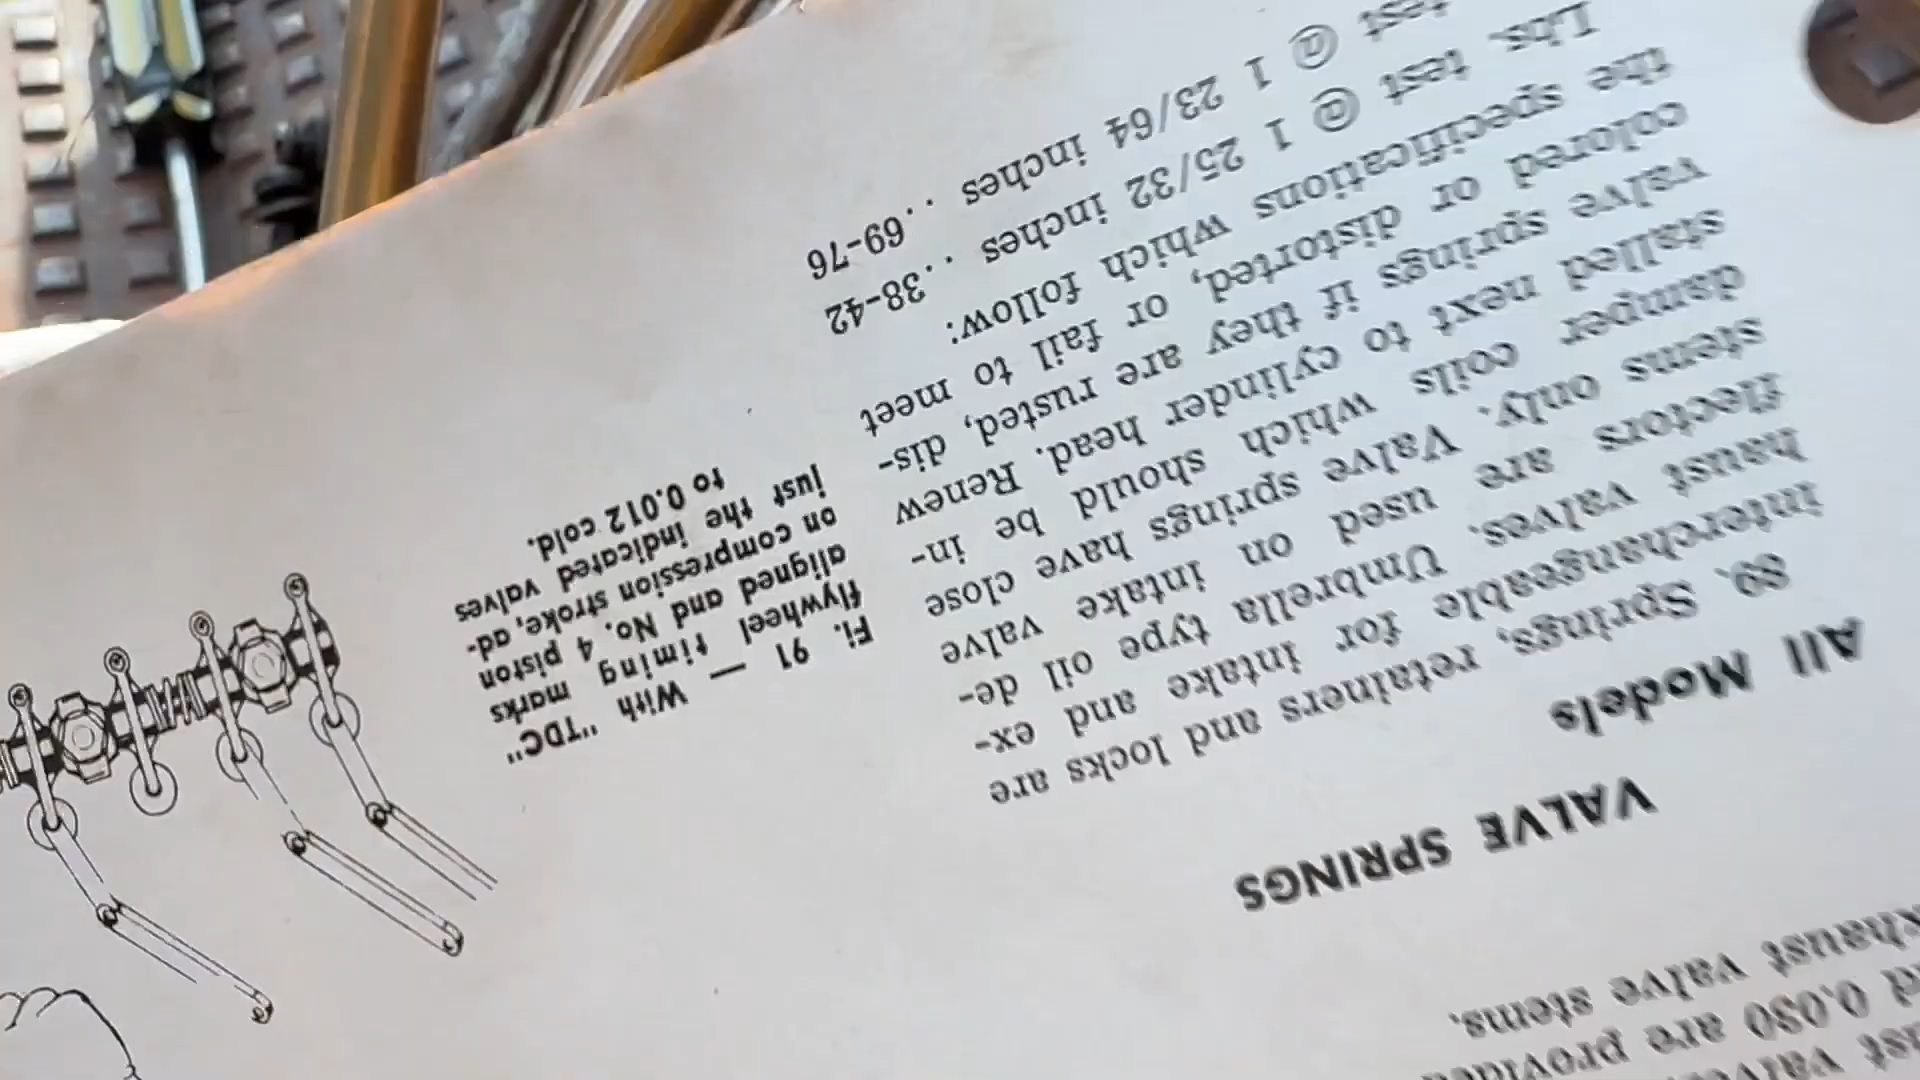 haust valve
nd 0.030 are provided
xhaust valve stems.
VALVE SPRINGS
All Models
89. Springs, retainers and locks are
interchangeable for intake and ex-
haust valves. Umbrella type oil de-
flectors are used on intake valve
stems only. Valve springs have close
damper coils which should be in-
stalled next to cylinder head. Renew
valve springs if they are rusted, dis-
colored or distorted, or fail to meet
the specifications which follow:
Lbs. test @ 1 25/32 inches ..38-42
test @ 1 23/64 inches ..69-76
Fi. 91 — With "TDC"
flywheel timing marks
aligned and No. 4 piston
on compression stroke, ad-
just the indicated valves
to 0.012 cold.